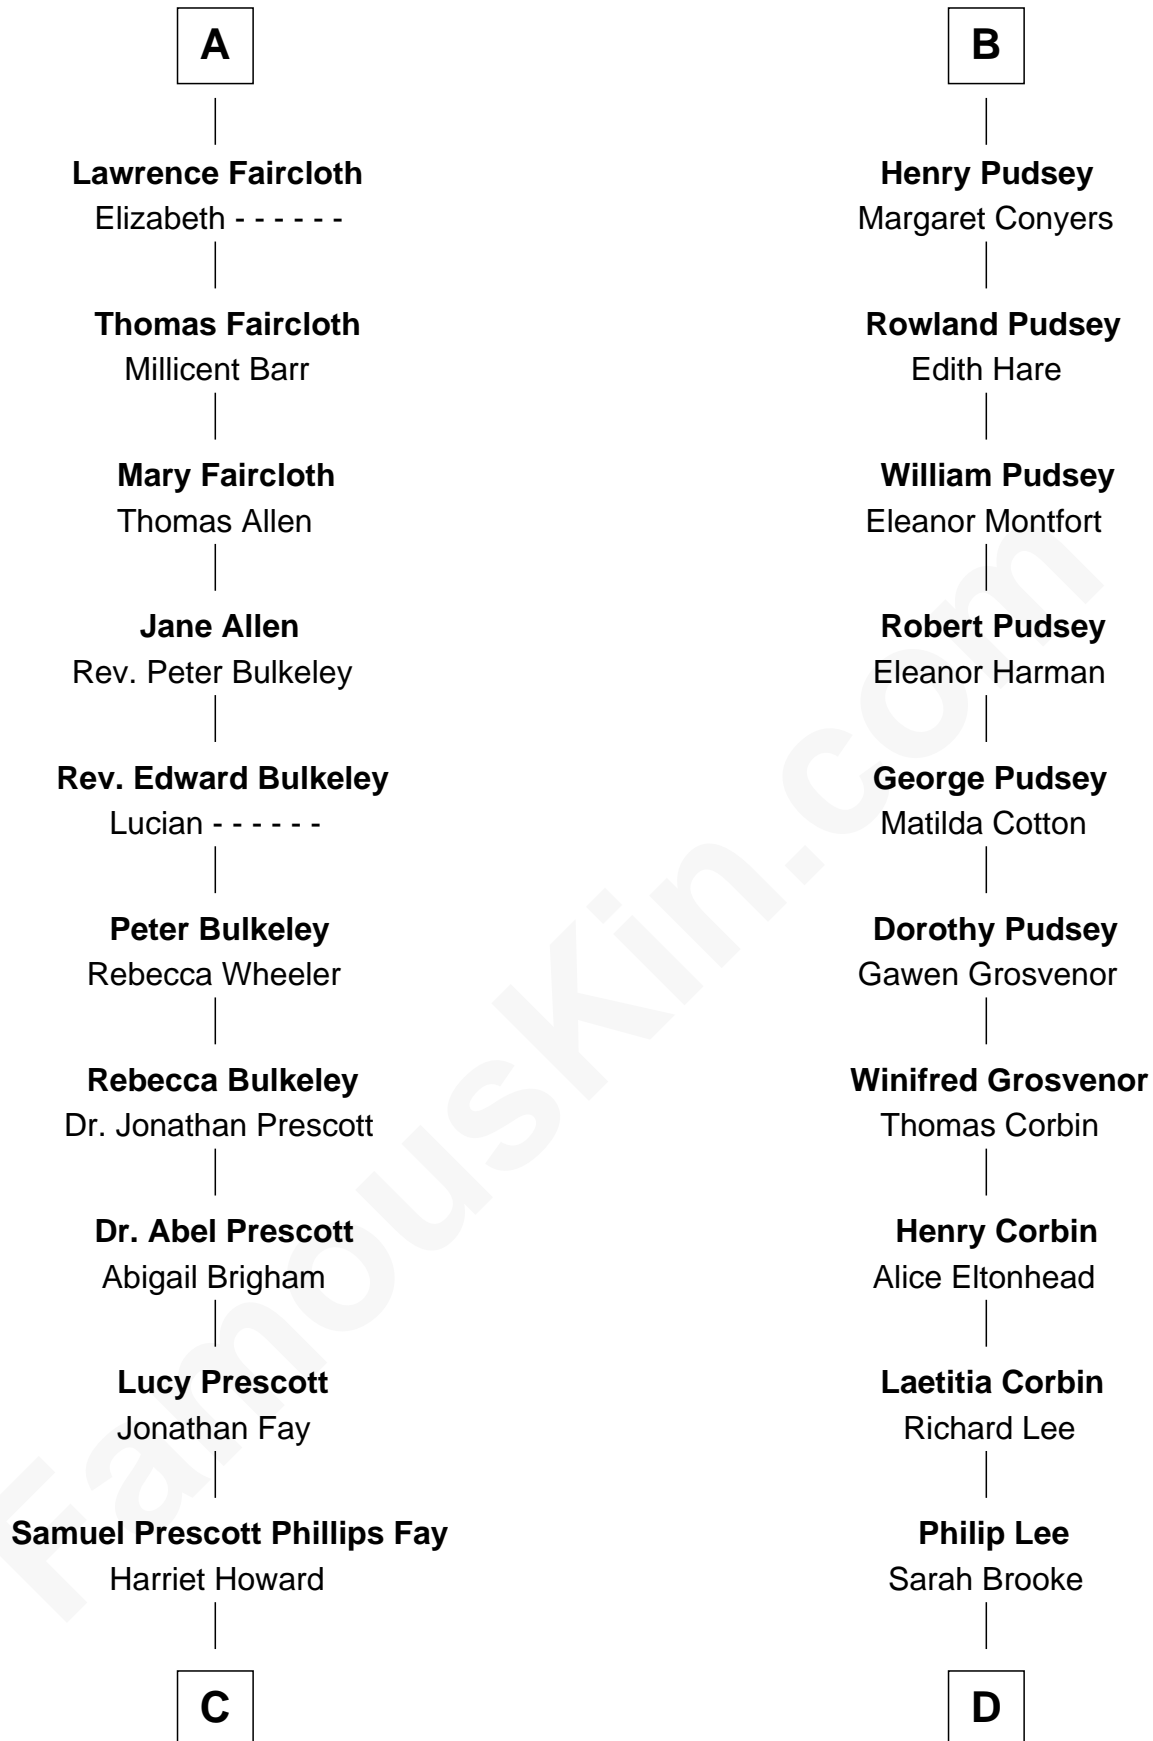 A
Lawrence Faircloth
Elizabeth - - - - - -
Thomas Faircloth
Millicent Barr
Mary Faircloth
Thomas Allen
Jane Allen
Rev. Peter Bulkeley
Rev. Edward Bulkeley
Lucian - - - - - -
Peter Bulkeley
Rebecca Wheeler
Rebecca Bulkeley
Dr. Jonathan Prescott
Dr. Abel Prescott
Abigail Brigham
Lucy Prescott
Jonathan Fay
Samuel Prescott Phillips Fay
Harriet Howard
C
B
Henry Pudsey
Margaret Conyers
Rowland Pudsey
Edith Hare
William Pudsey
Eleanor Montfort
Robert Pudsey
Eleanor Harman
George Pudsey
Matilda Cotton
Dorothy Pudsey
Gawen Grosvenor
Winifred Grosvenor
Thomas Corbin
Henry Corbin
Alice Eltonhead
Laetitia Corbin
Richard Lee
Philip Lee
Sarah Brooke
D
FamousKin.com